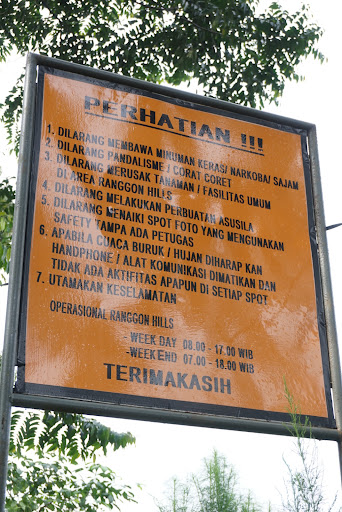 PERHATIAN !!!
1. DILARANG MEMBAWA MINUMAN KERAS/ NARKOBA/ SAJAM
2. DILARANG PANDALISME / CORAT CORET
3. DILARANG MERUSAK TANAMAN / FASILITAS UMUM
DI AREA RANGGON HILLS
4. DILARANG MELAKUKAN PERBUATAN ASUSILA
5. DILARANG MENAIKI SPOT FOTO YANG MENGUNAKAN
SAFETY TAMPA ADA PETUGAS
6. APABILA CUACA BURUK / HUJAN DIHARAP KAN
HANDPHONE / ALAT KOMUNIKASI DIMATIKAN DAN
TIDAK ADA AKTIFITAS APAPUN DI SETIAP SPOT
7. UTAMAKAN KESELAMATAN
OPERASIONAL RANGGON HILLS
- WEEK DAY 08.00 - 17.00 WIB
- WEEK END 07.00 - 18.00 WIB
TERIMAKASIH